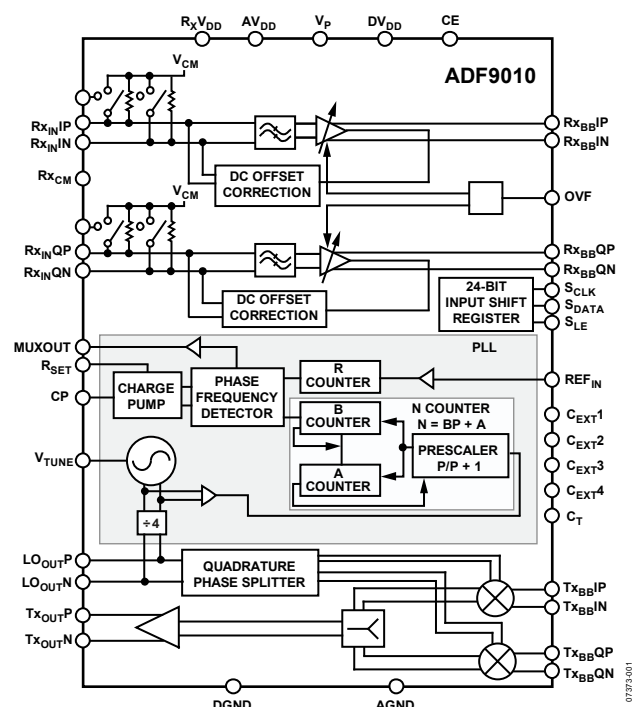 RXVDD AVDD VP DVDD CE
ADF9010
VCM
RxINIP
RxININ
RxCM
DC OFFSET
CORRECTION
RxBBIP
RxBBIN
OVF
VCM
RxINQP
RxINQN
DC OFFSET
CORRECTION
RxBBQP
RxBBQN
24-BIT
INPUT SHIFT
REGISTER
SCLK
SDATA
SLE
PLL
MUXOUT
RSET
CP
CHARGE
PUMP
PHASE
FREQUENCY
DETECTOR
R
COUNTER
REFIN
B
COUNTER
N COUNTER
N = BP + A
PRESCALER
P/P + 1
A
COUNTER
CEXT1
CEXT2
CEXT3
CEXT4
CT
VTUNE
÷4
LOOUTP
LOOUTN
QUADRATURE
PHASE SPLITTER
TxOUTP
TxOUTN
TxBBIP
TxBBIN
TxBBQP
TxBBQN
DGND AGND
07373-001